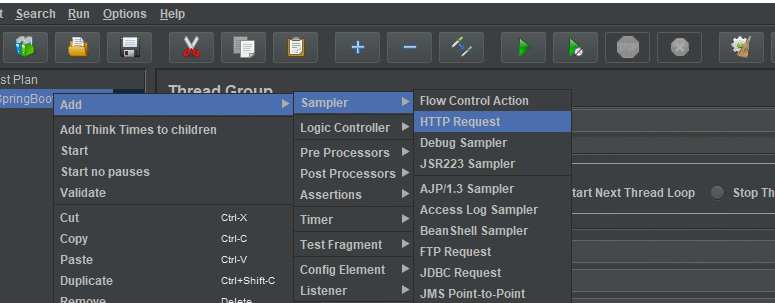 t Search Run Options Help
STOP
st Plan
SpringBoo
Thread Group
Add
Add Think Times to children
Start
Start no pauses
Validate
Cut Ctrl-X
Copy Ctrl-C
Paste Ctrl-V
Duplicate Ctrl+Shift-C
Remove Delete
Sampler
Logic Controller
Pre Processors
Post Processors
Assertions
Timer
Test Fragment
Config Element
Listener
Flow Control Action
HTTP Request
Debug Sampler
JSR223 Sampler
AJP/1.3 Sampler
Access Log Sampler
BeanShell Sampler
FTP Request
JDBC Request
JMS Point-to-Point
tart Next Thread Loop Stop Th